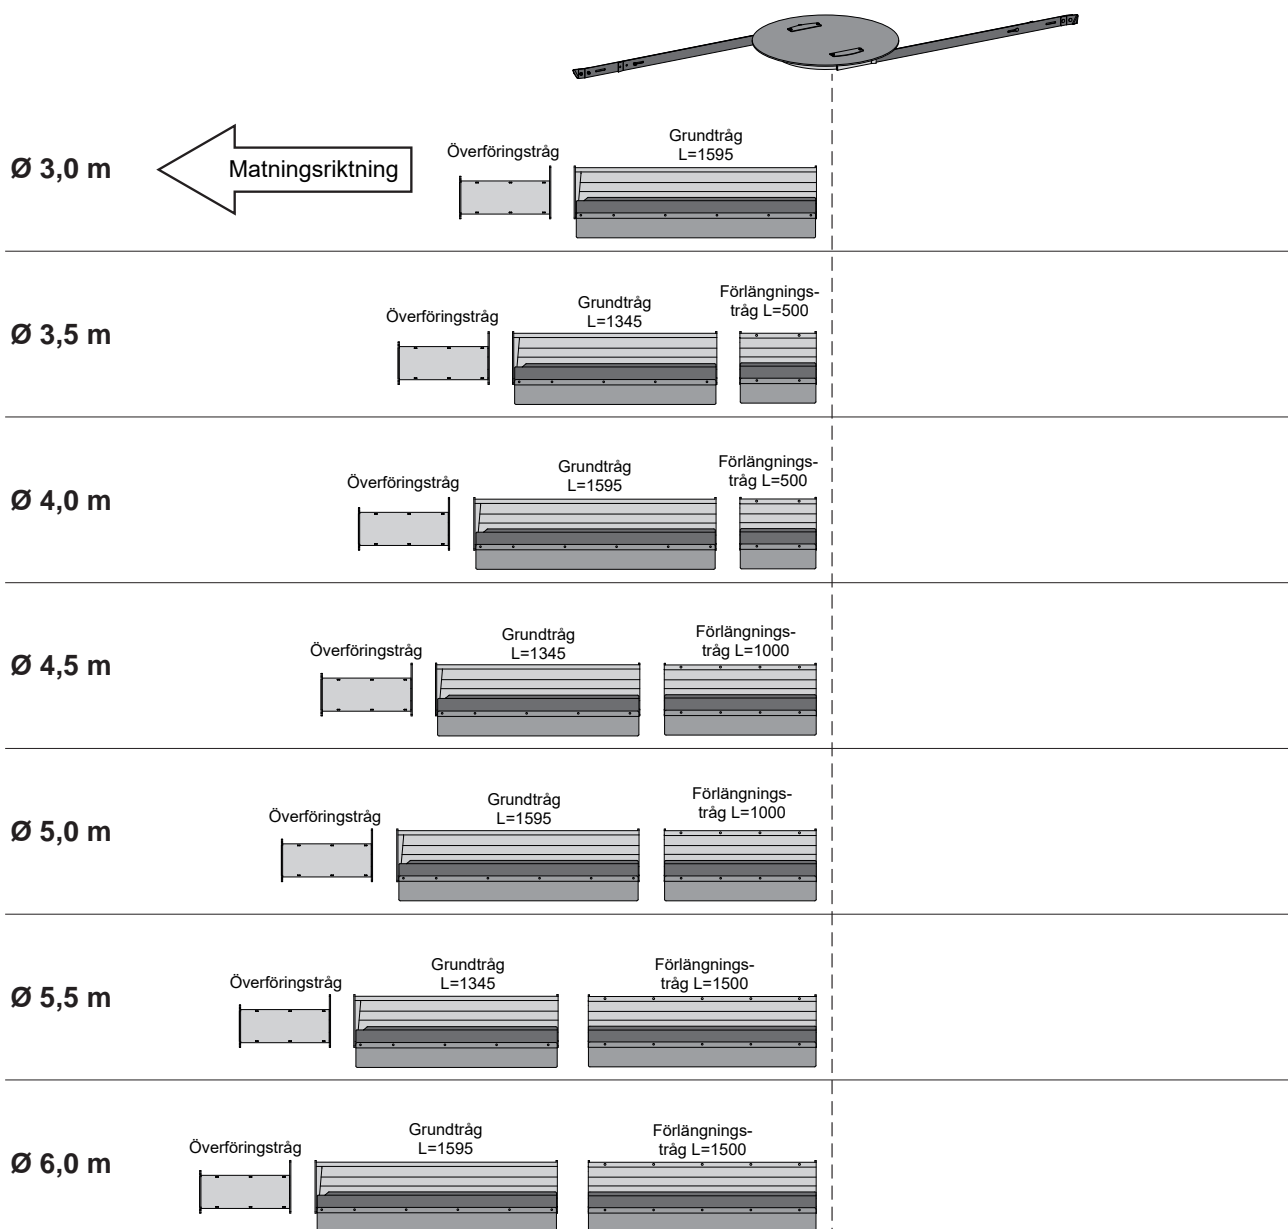 Ø 3,0 m
Matningsriktning
Överföringstråg
Grundtråg
L=1595
Ø 3,5 m
Överföringstråg
Grundtråg
L=1345
Förlängnings-
tråg L=500
Ø 4,0 m
Överföringstråg
Grundtråg
L=1595
Förlängnings-
tråg L=500
Ø 4,5 m
Överföringstråg
Grundtråg
L=1345
Förlängnings-
tråg L=1000
Ø 5,0 m
Överföringstråg
Grundtråg
L=1595
Förlängnings-
tråg L=1000
Ø 5,5 m
Överföringstråg
Grundtråg
L=1345
Förlängnings-
tråg L=1500
Ø 6,0 m
Överföringstråg
Grundtråg
L=1595
Förlängnings-
tråg L=1500